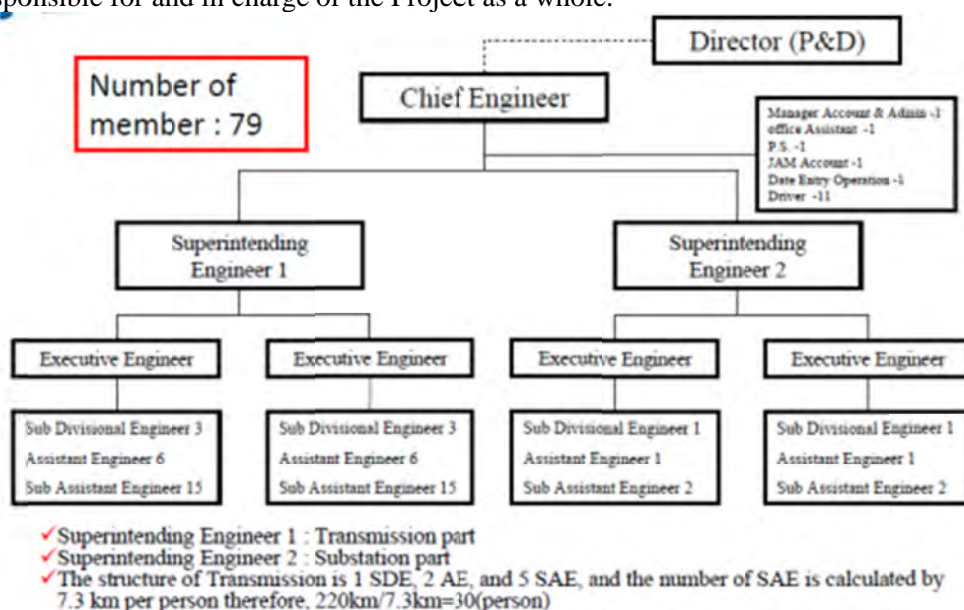 sponsible for and in charge of the Project as a whole.
Director (P&D)
Number of
member : 79
Chief Engineer
Manager Account & Admin -1
office Assistant -1
P.S. -1
JAM Account -1
Date Entry Operation -1
Driver -11
Superintending
Engineer 1
Superintending
Engineer 2
Executive Engineer
Executive Engineer
Executive Engineer
Executive Engineer
Sub Divisional Engineer 3
Assistant Engineer 6
Sub Assistant Engineer 15
Sub Divisional Engineer 3
Assistant Engineer 6
Sub Assistant Engineer 15
Sub Divisional Engineer 1
Assistant Engineer 1
Sub Assistant Engineer 2
Sub Divisional Engineer 1
Assistant Engineer 1
Sub Assistant Engineer 2
✓Superintending Engineer 1 : Transmission part
✓Superintending Engineer 2 : Substation part
✓The structure of Transmission is 1 SDE, 2 AE, and 5 SAE, and the number of SAE is calculated by
7.3 km per person therefore, 220km/7.3km=30(person)